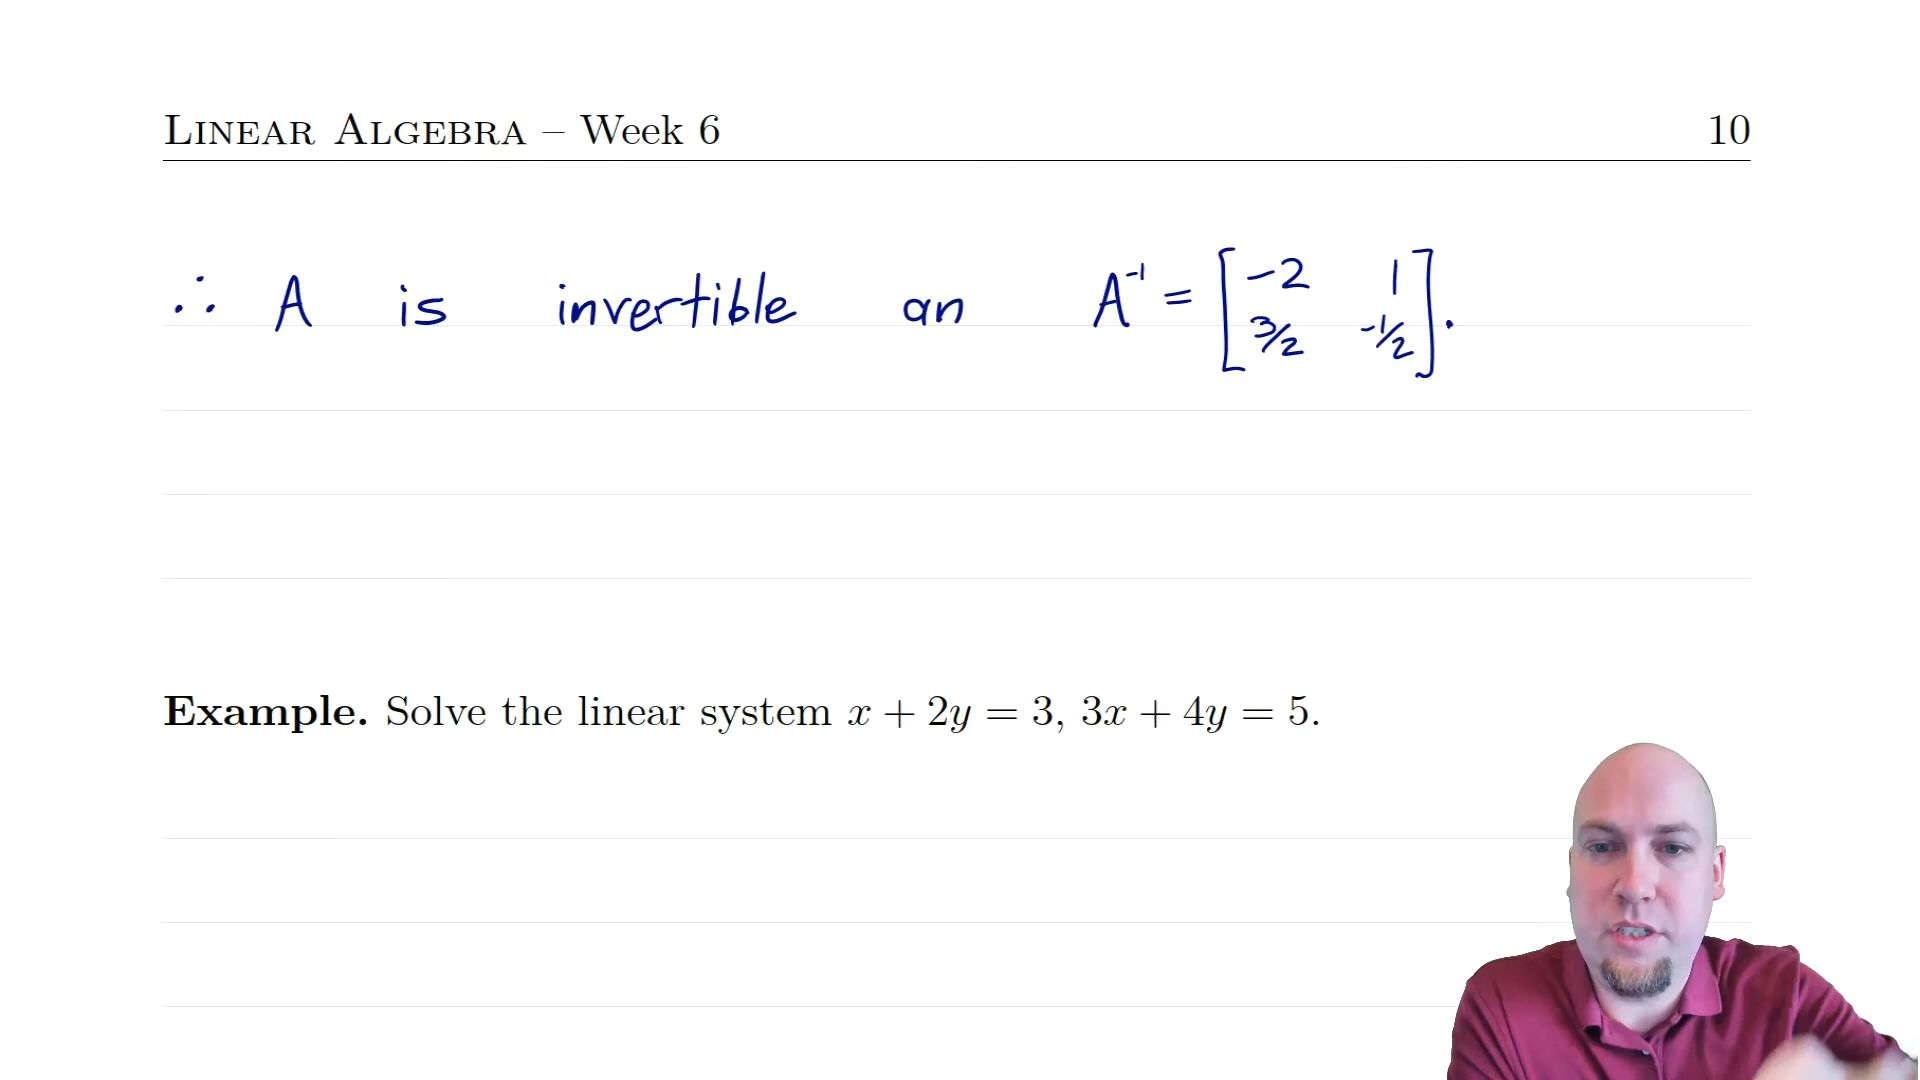 LINEAR ALGEBRA – Week 6 10
∴ A is invertible an A⁻¹ = [-2 1; 3/2 -1/2].
Example. Solve the linear system x + 2y = 3, 3x + 4y = 5.